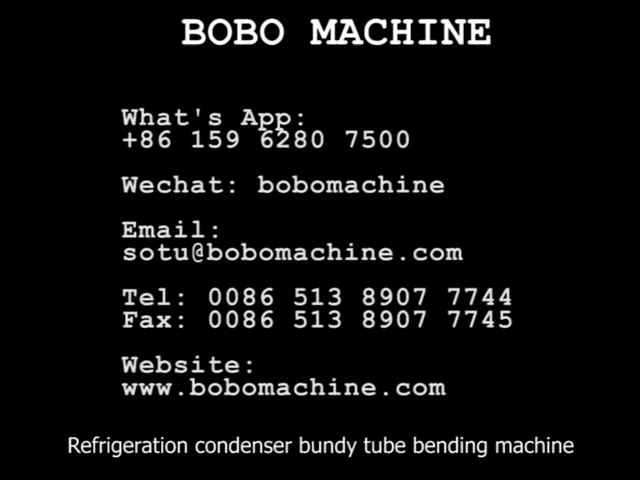 BOBO MACHINE
What's App:
+86 159 6280 7500
Wechat: bobomachine
Email:
sotu@bobomachine.com
Tel: 0086 513 8907 7744
Fax: 0086 513 8907 7745
Website:
www.bobomachine.com
Refrigeration condenser bundy tube bending machine